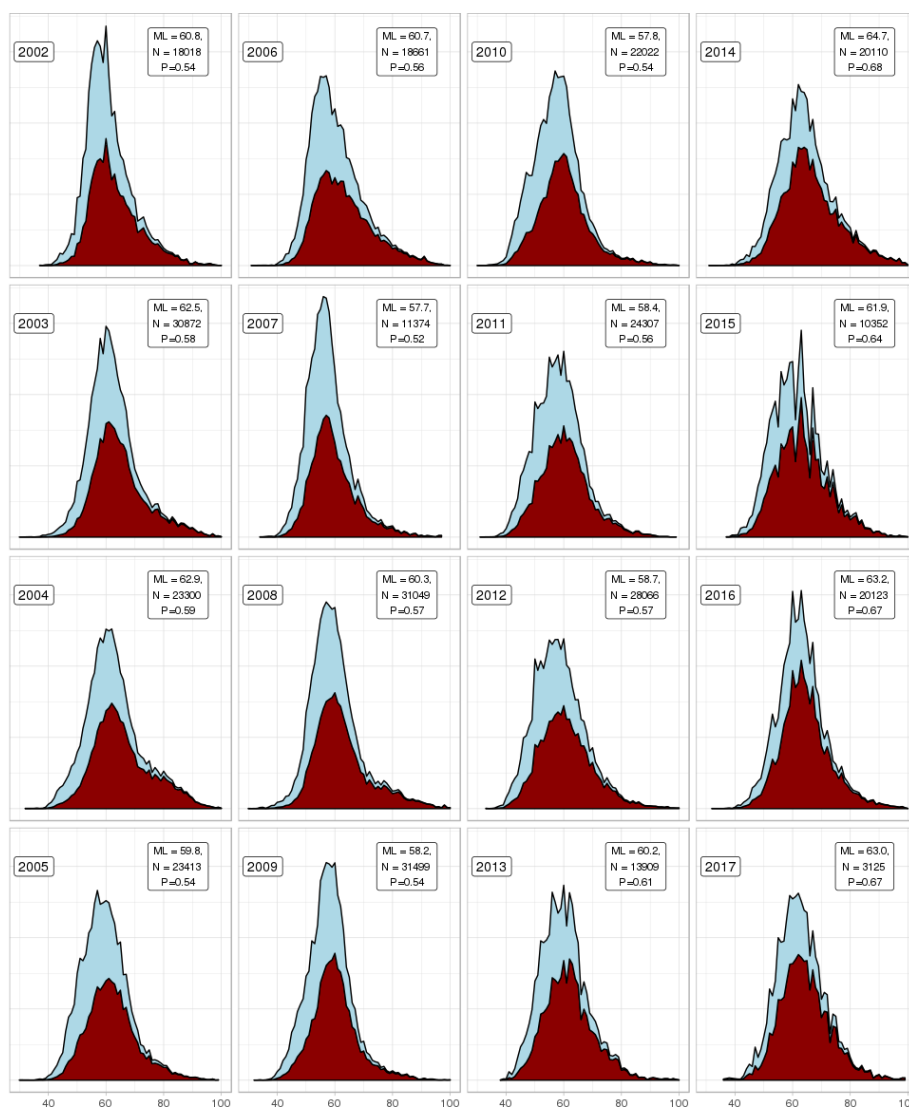 2002
ML = 60.8,
N = 18018
P=0.54
2006
ML = 60.7,
N = 18661
P=0.56
2010
ML = 57.8,
N = 22022
P=0.54
2014
ML = 64.7,
N = 20110
P=0.68
2003
ML = 62.5,
N = 30872
P=0.58
2007
ML = 57.7,
N = 11374
P=0.52
2011
ML = 58.4,
N = 24307
P=0.56
2015
ML = 61.9,
N = 10352
P=0.64
2004
ML = 62.9,
N = 23300
P=0.59
2008
ML = 60.3,
N = 31049
P=0.57
2012
ML = 58.7,
N = 28066
P=0.57
2016
ML = 63.2,
N = 20123
P=0.67
2005
ML = 59.8,
N = 23413
P=0.54
2009
ML = 58.2,
N = 31499
P=0.54
2013
ML = 60.2,
N = 13909
P=0.61
2017
ML = 63.0,
N = 3125
P=0.67
40 60 80 100 40 60 80 100 40 60 80 100 40 60 80